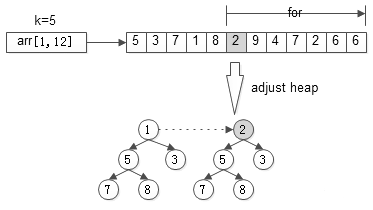 for
k=5
arr[1, 12]
5 3 7 1 8 2 9 4 7 2 6 6
adjust heap
1 2
5 3 5 3
7 8 7 8